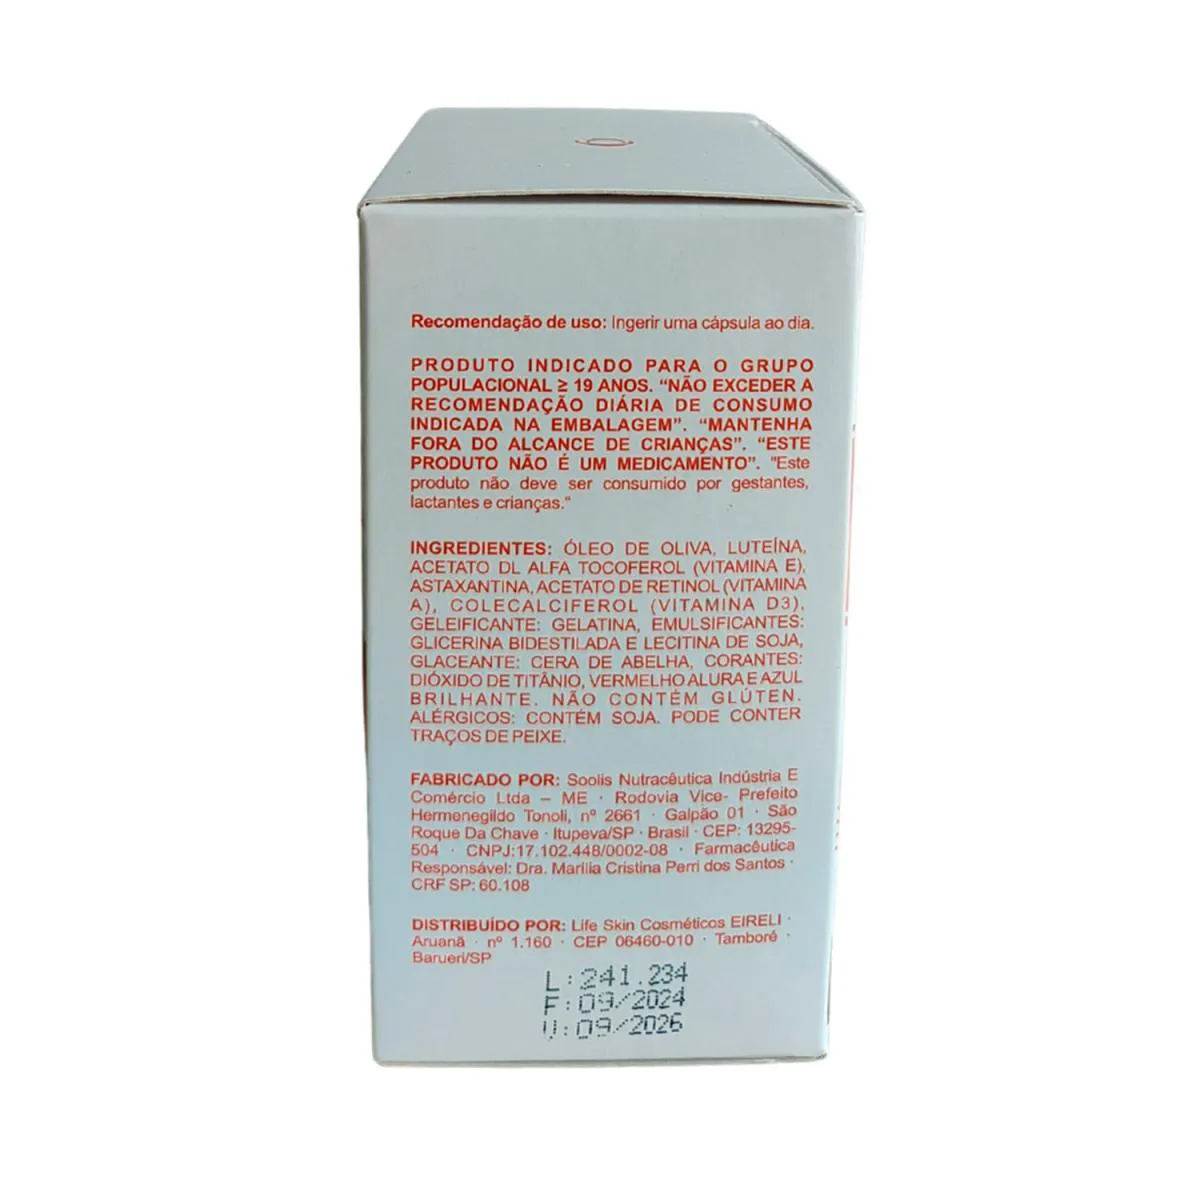 Recomendação de uso: Ingerir uma cápsula ao dia.
PRODUTO INDICADO PARA O GRUPO
POPULACIONAL ≥ 19 ANOS. “NÃO EXCEDER A
RECOMENDAÇÃO DIÁRIA DE CONSUMO
INDICADA NA EMBALAGEM”. “MANTENHA
FORA DO ALCANCE DE CRIANÇAS”. “ESTE
PRODUTO NÃO É UM MEDICAMENTO”. "Este
produto não deve ser consumido por gestantes,
lactantes e crianças.“
INGREDIENTES: ÓLEO DE OLIVA, LUTEÍNA,
ACETATO DL ALFA TOCOFEROL (VITAMINA E),
ASTAXANTINA, ACETATO DE RETINOL (VITAMINA
A), COLECALCIFEROL (VITAMINA D3),
GELEIFICANTE: GELATINA, EMULSIFICANTES:
GLICERINA BIDESTILADA E LECITINA DE SOJA,
GLACEANTE: CERA DE ABELHA, CORANTES:
DIÓXIDO DE TITÂNIO, VERMELHO ALURA E AZUL
BRILHANTE. NÃO CONTÉM GLÚTEN.
ALÉRGICOS: CONTÉM SOJA. PODE CONTER
TRAÇOS DE PEIXE.
FABRICADO POR: Soolis Nutracêutica Indústria E
Comércio Ltda – ME · Rodovia Vice- Prefeito
Hermenegildo Tonoli, nº 2661 · Galpão 01 · São
Roque Da Chave · Itupeva/SP · Brasil · CEP: 13295-
504 · CNPJ:17.102.448/0002-08 · Farmacêutica
Responsável: Dra. Marilia Cristina Perri dos Santos ·
CRF SP: 60.108
DISTRIBUÍDO POR: Life Skin Cosméticos EIRELI ·
Aruanã · nº 1.160 · CEP 06460-010 · Tamboré ·
Barueri/SP
L:241.234
F:09/2024
V:09/2026